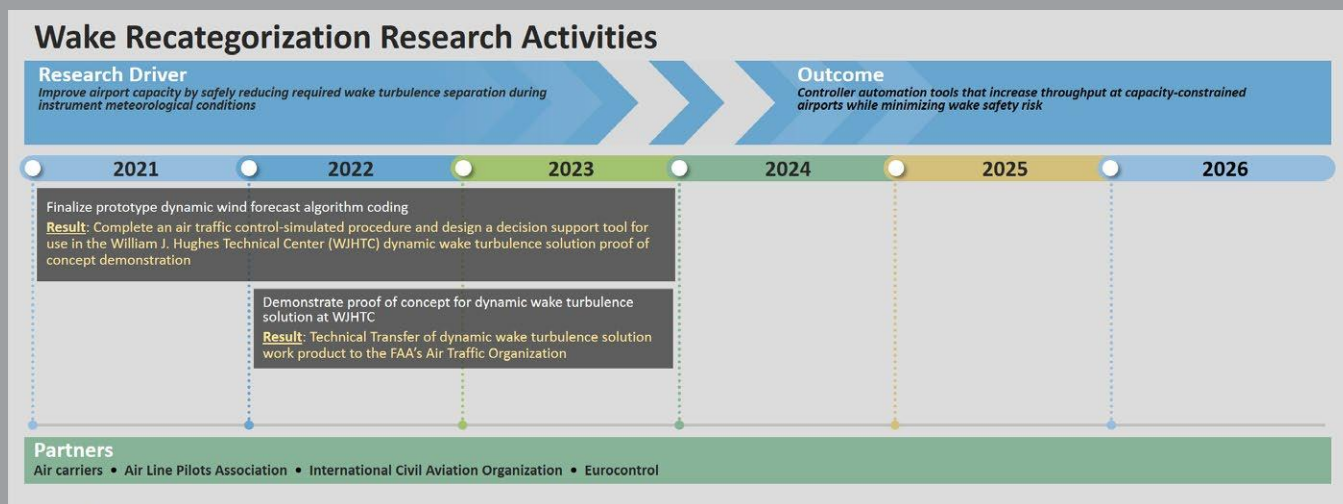 Wake Recategorization Research Activities
Research Driver
Improve airport capacity by safely reducing required wake turbulence separation during
instrument meteorological conditions
Outcome
Controller automation tools that increase throughput at capacity-constrained
airports while minimizing wake safety risk
2021
2022
2023
2024
2025
2026
Finalize prototype dynamic wind forecast algorithm coding
Result: Complete an air traffic control-simulated procedure and design a decision support tool for
use in the William J. Hughes Technical Center (WJHTC) dynamic wake turbulence solution proof of
concept demonstration
Demonstrate proof of concept for dynamic wake turbulence
solution at WJHTC
Result: Technical Transfer of dynamic wake turbulence solution
work product to the FAA's Air Traffic Organization
Partners
Air carriers • Air Line Pilots Association • International Civil Aviation Organization • Eurocontrol